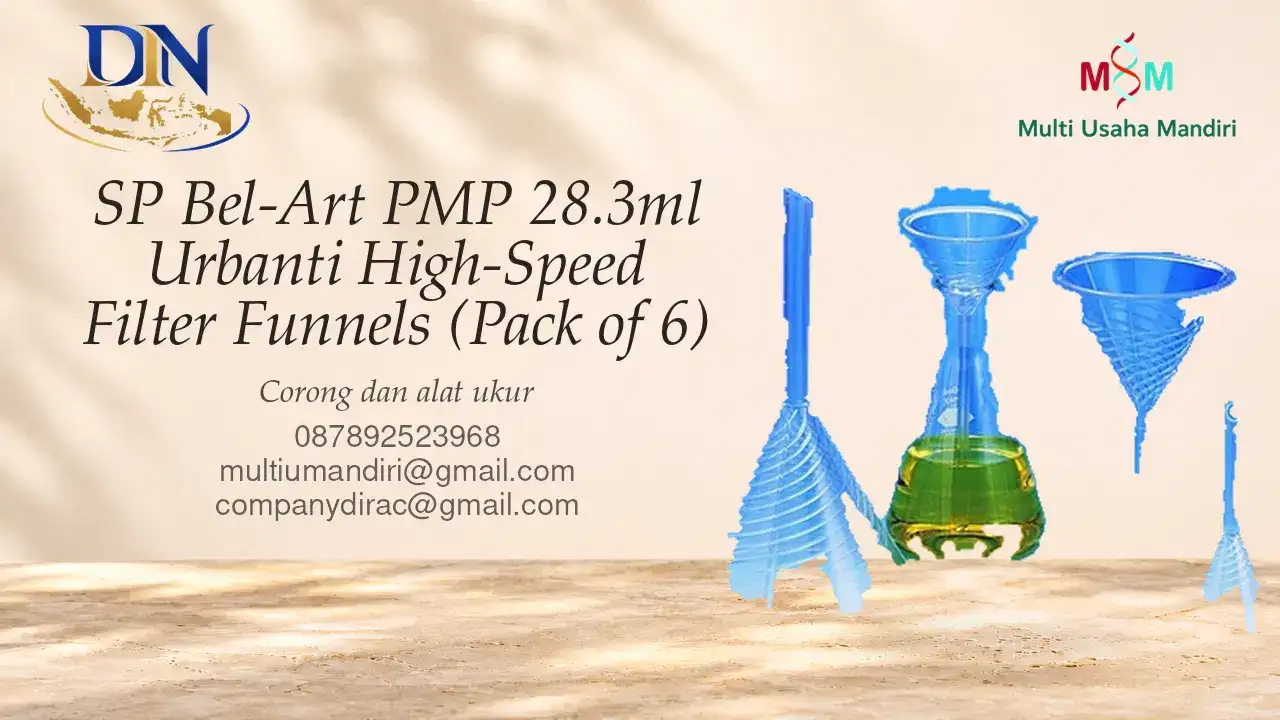 DIN
MSM
Multi Usaha Mandiri
SP Bel-Art PMP 28.3ml
Urbanti High-Speed
Filter Funnels (Pack of 6)
Corong dan alat ukur
087892523968
multiumandiri@gmail.com
companydirac@gmail.com